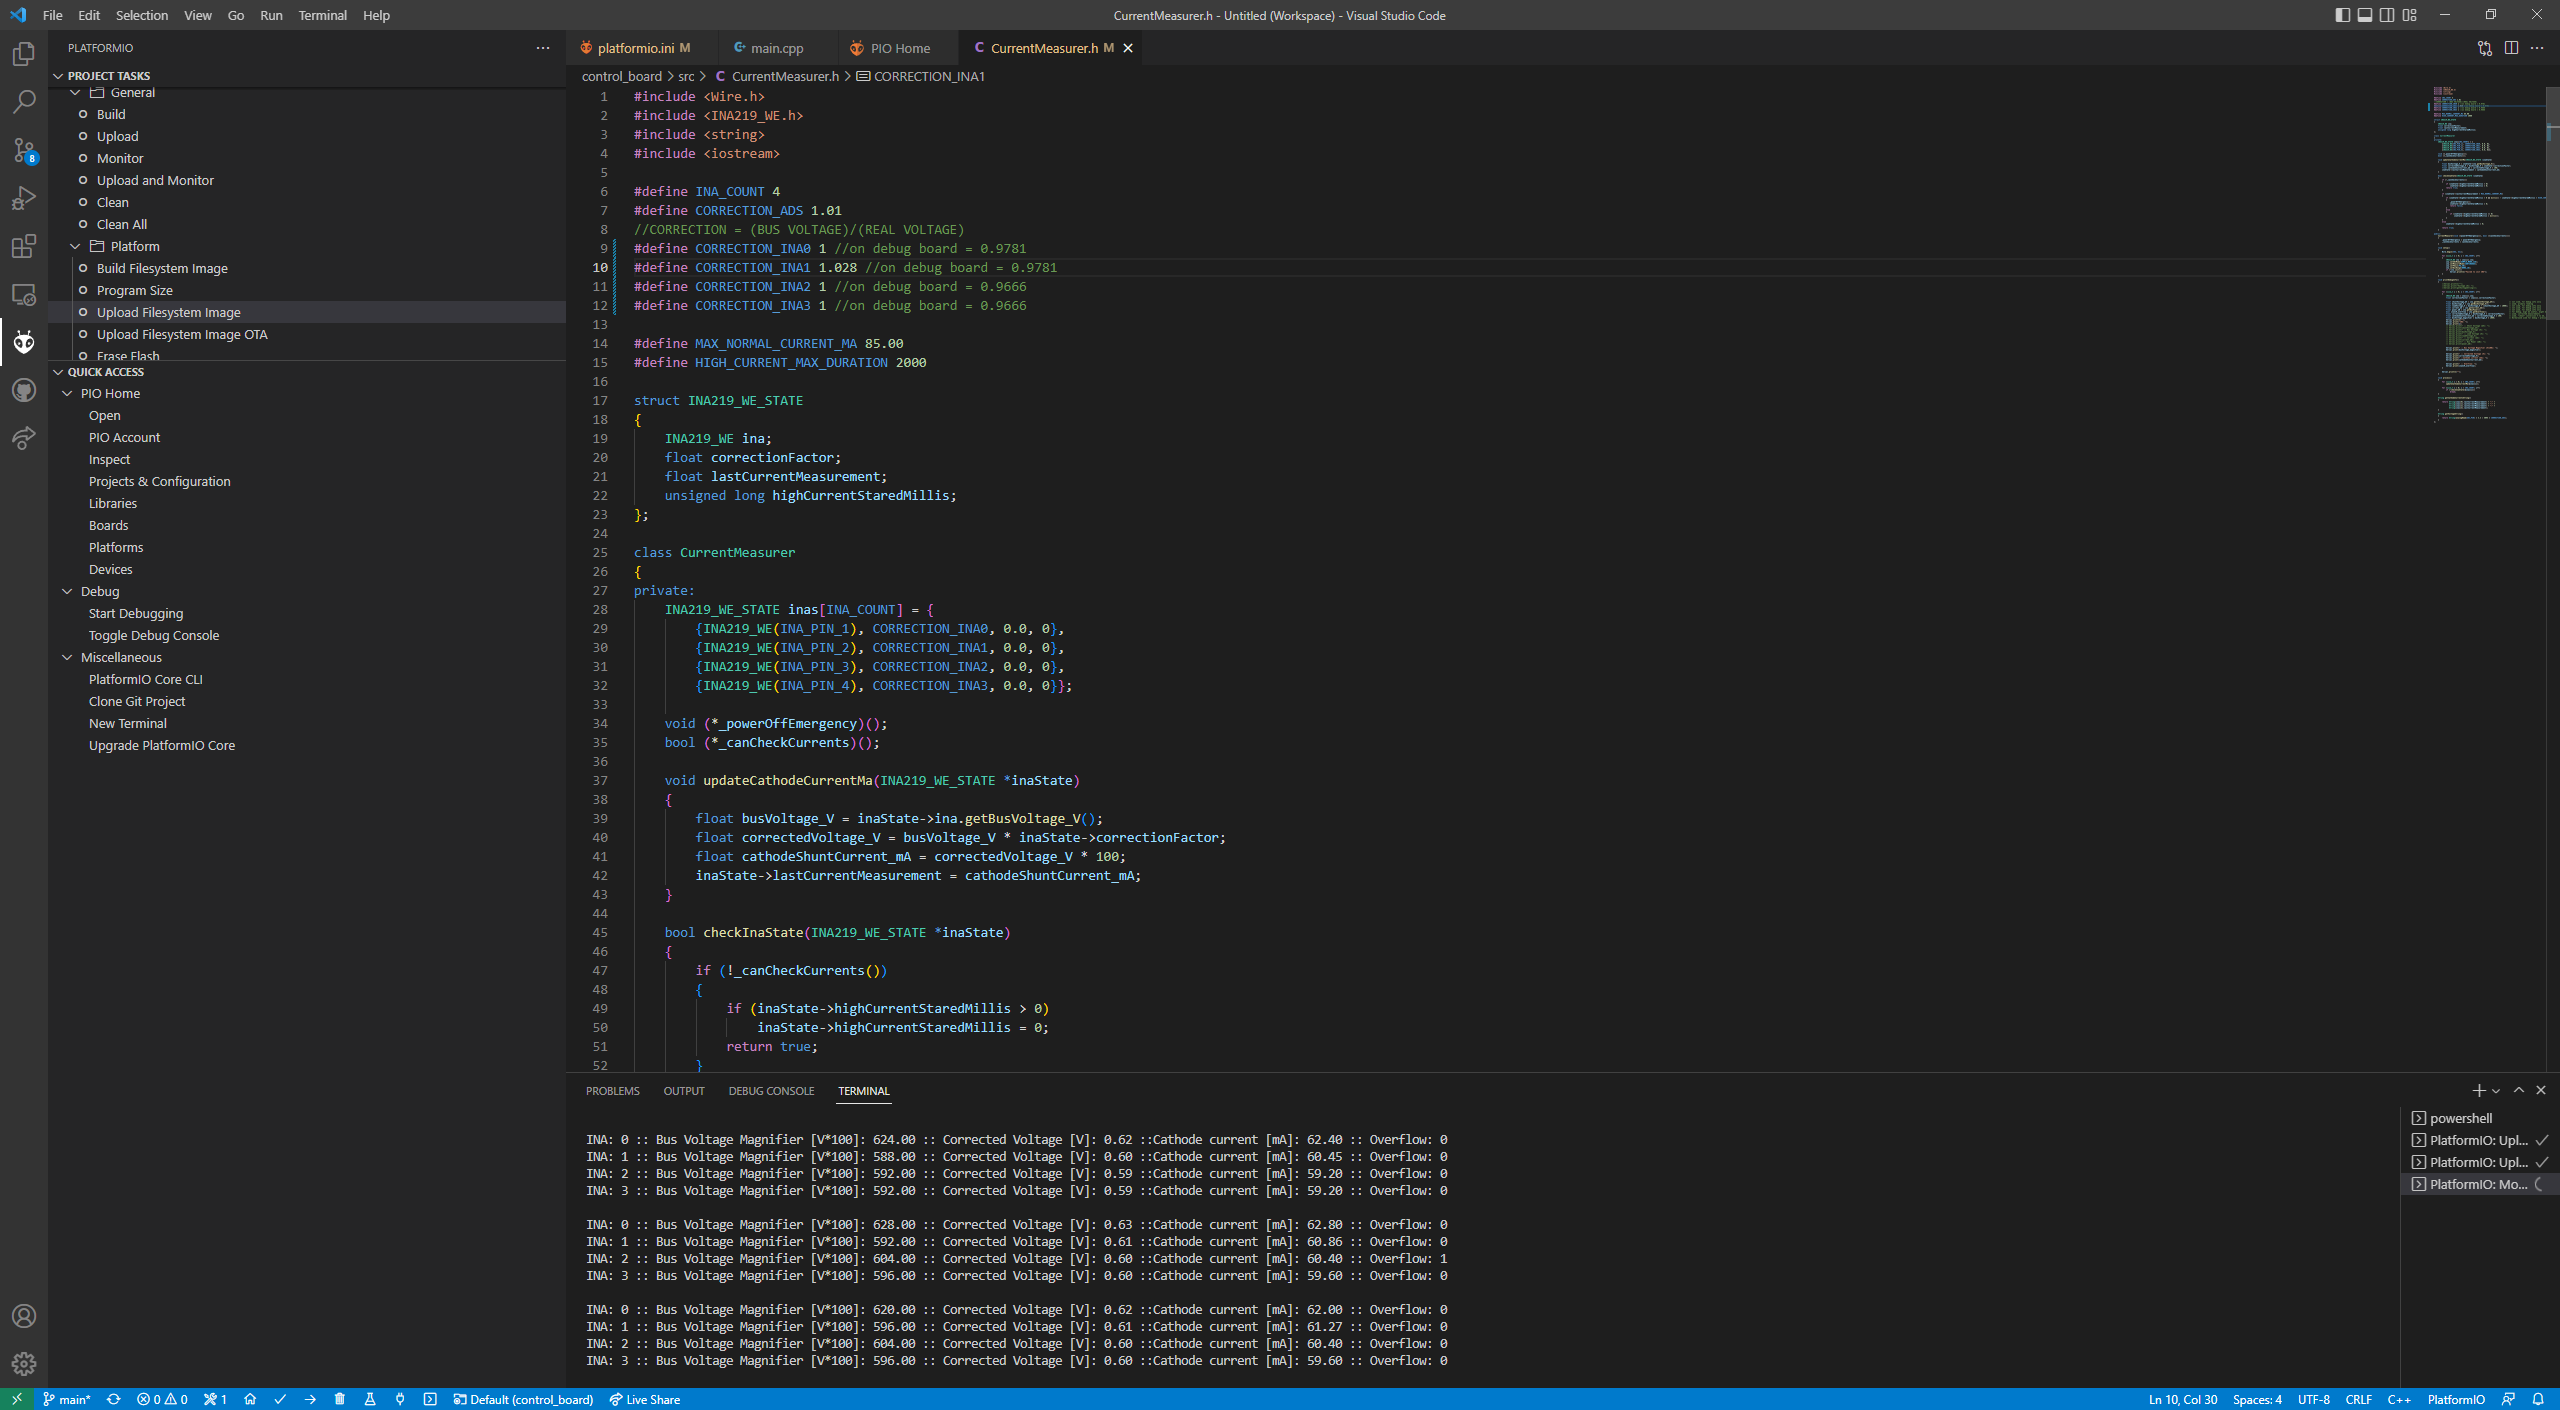 File Edit Selection View Go Run Terminal Help
CurrentMeasurer.h - Untitled (Workspace) - Visual Studio Code
PLATFORMIO
PROJECT TASKS
General
Build
Upload
Monitor
Upload and Monitor
Clean
Clean All
Platform
Build Filesystem Image
Program Size
Upload Filesystem Image
Upload Filesystem Image OTA
Erase Flash
QUICK ACCESS
PIO Home
Open
PIO Account
Inspect
Projects & Configuration
Libraries
Boards
Platforms
Devices
Debug
Start Debugging
Toggle Debug Console
Miscellaneous
PlatformIO Core CLI
Clone Git Project
New Terminal
Upgrade PlatformIO Core
8
platformio.ini M main.cpp PIO Home CurrentMeasurer.h M
control_board > src > C CurrentMeasurer.h > CORRECTION_INA1
1 #include <Wire.h>
2 #include <INA219_WE.h>
3 #include <string>
4 #include <iostream>
5
6 #define INA_COUNT 4
7 #define CORRECTION_ADS 1.01
8 //CORRECTION = (BUS VOLTAGE)/(REAL VOLTAGE)
9 #define CORRECTION_INA0 1 //on debug board = 0.9781
10 #define CORRECTION_INA1 1.028 //on debug board = 0.9781
11 #define CORRECTION_INA2 1 //on debug board = 0.9666
12 #define CORRECTION_INA3 1 //on debug board = 0.9666
13
14 #define MAX_NORMAL_CURRENT_MA 85.00
15 #define HIGH_CURRENT_MAX_DURATION 2000
16
17 struct INA219_WE_STATE
18 {
19 INA219_WE ina;
20 float correctionFactor;
21 float lastCurrentMeasurement;
22 unsigned long highCurrentStaredMillis;
23 };
24
25 class CurrentMeasurer
26 {
27 private:
28 INA219_WE_STATE inas[INA_COUNT] = {
29 {INA219_WE(INA_PIN_1), CORRECTION_INA0, 0.0, 0},
30 {INA219_WE(INA_PIN_2), CORRECTION_INA1, 0.0, 0},
31 {INA219_WE(INA_PIN_3), CORRECTION_INA2, 0.0, 0},
32 {INA219_WE(INA_PIN_4), CORRECTION_INA3, 0.0, 0}};
33
34 void (*_powerOffEmergency)();
35 bool (*_canCheckCurrents)();
36
37 void updateCathodeCurrentMa(INA219_WE_STATE *inaState)
38 {
39 float busVoltage_V = inaState->ina.getBusVoltage_V();
40 float correctedVoltage_V = busVoltage_V * inaState->correctionFactor;
41 float cathodeShuntCurrent_mA = correctedVoltage_V * 100;
42 inaState->lastCurrentMeasurement = cathodeShuntCurrent_mA;
43 }
44
45 bool checkInaState(INA219_WE_STATE *inaState)
46 {
47 if (!_canCheckCurrents())
48 {
49 if (inaState->highCurrentStaredMillis > 0)
50 inaState->highCurrentStaredMillis = 0;
51 return true;
52 }
PROBLEMS OUTPUT DEBUG CONSOLE TERMINAL
INA: 0 :: Bus Voltage Magnifier [V*100]: 624.00 :: Corrected Voltage [V]: 0.62 ::Cathode current [mA]: 62.40 :: Overflow: 0
INA: 1 :: Bus Voltage Magnifier [V*100]: 588.00 :: Corrected Voltage [V]: 0.60 ::Cathode current [mA]: 60.45 :: Overflow: 0
INA: 2 :: Bus Voltage Magnifier [V*100]: 592.00 :: Corrected Voltage [V]: 0.59 ::Cathode current [mA]: 59.20 :: Overflow: 0
INA: 3 :: Bus Voltage Magnifier [V*100]: 592.00 :: Corrected Voltage [V]: 0.59 ::Cathode current [mA]: 59.20 :: Overflow: 0
INA: 0 :: Bus Voltage Magnifier [V*100]: 628.00 :: Corrected Voltage [V]: 0.63 ::Cathode current [mA]: 62.80 :: Overflow: 0
INA: 1 :: Bus Voltage Magnifier [V*100]: 592.00 :: Corrected Voltage [V]: 0.61 ::Cathode current [mA]: 60.86 :: Overflow: 0
INA: 2 :: Bus Voltage Magnifier [V*100]: 604.00 :: Corrected Voltage [V]: 0.60 ::Cathode current [mA]: 60.40 :: Overflow: 1
INA: 3 :: Bus Voltage Magnifier [V*100]: 596.00 :: Corrected Voltage [V]: 0.60 ::Cathode current [mA]: 59.60 :: Overflow: 0
INA: 0 :: Bus Voltage Magnifier [V*100]: 620.00 :: Corrected Voltage [V]: 0.62 ::Cathode current [mA]: 62.00 :: Overflow: 0
INA: 1 :: Bus Voltage Magnifier [V*100]: 596.00 :: Corrected Voltage [V]: 0.61 ::Cathode current [mA]: 61.27 :: Overflow: 0
INA: 2 :: Bus Voltage Magnifier [V*100]: 604.00 :: Corrected Voltage [V]: 0.60 ::Cathode current [mA]: 60.40 :: Overflow: 0
INA: 3 :: Bus Voltage Magnifier [V*100]: 596.00 :: Corrected Voltage [V]: 0.60 ::Cathode current [mA]: 59.60 :: Overflow: 0
powershell
PlatformIO: Upl...
PlatformIO: Upl...
PlatformIO: Mo...
main* 0 0 1 Default (control_board) Live Share
Ln 10, Col 30 Spaces: 4 UTF-8 CRLF C++ PlatformIO